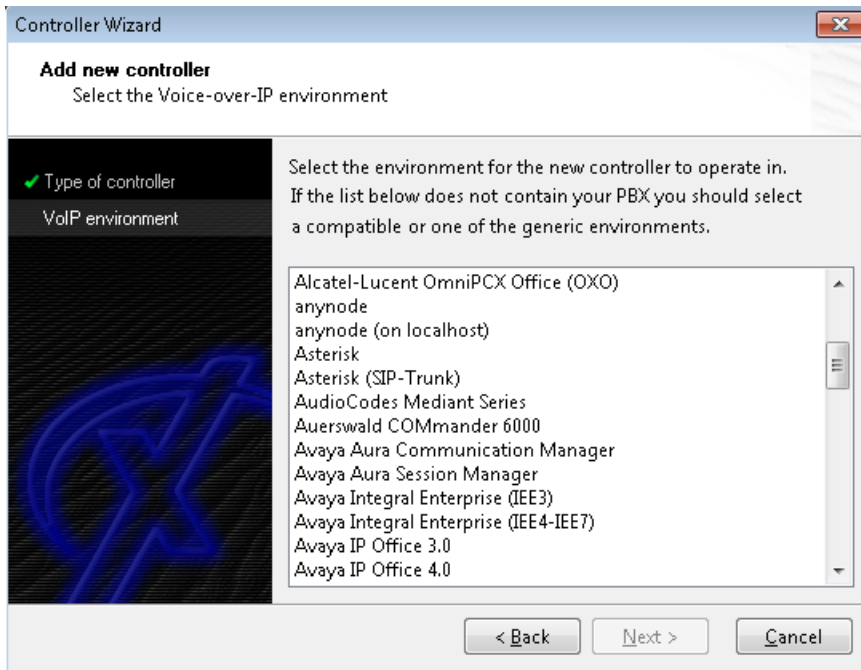 Controller Wizard
Add new controller
Select the Voice-over-IP environment
✔ Type of controller
VoIP environment
Select the environment for the new controller to operate in.
If the list below does not contain your PBX you should select
a compatible or one of the generic environments.
Alcatel-Lucent OmniPCX Office (OXO)
anynode
anynode (on localhost)
Asterisk
Asterisk (SIP-Trunk)
AudioCodes Mediant Series
Auerswald COMmander 6000
Avaya Aura Communication Manager
Avaya Aura Session Manager
Avaya Integral Enterprise (IEE3)
Avaya Integral Enterprise (IEE4-IEE7)
Avaya IP Office 3.0
Avaya IP Office 4.0
< Back
Next >
Cancel